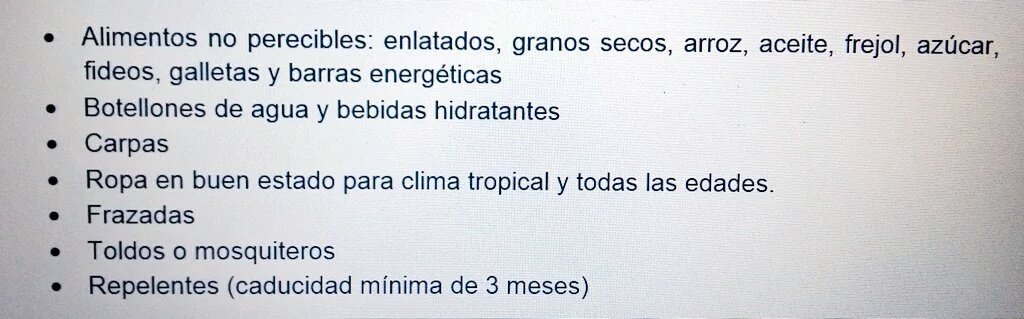 • Alimentos no perecibles: enlatados, granos secos, arroz, aceite, frejol, azúcar,
fideos, galletas y barras energéticas
• Botellones de agua y bebidas hidratantes
• Carpas
• Ropa en buen estado para clima tropical y todas las edades.
• Frazadas
• Toldos o mosquiteros
• Repelentes (caducidad mínima de 3 meses)